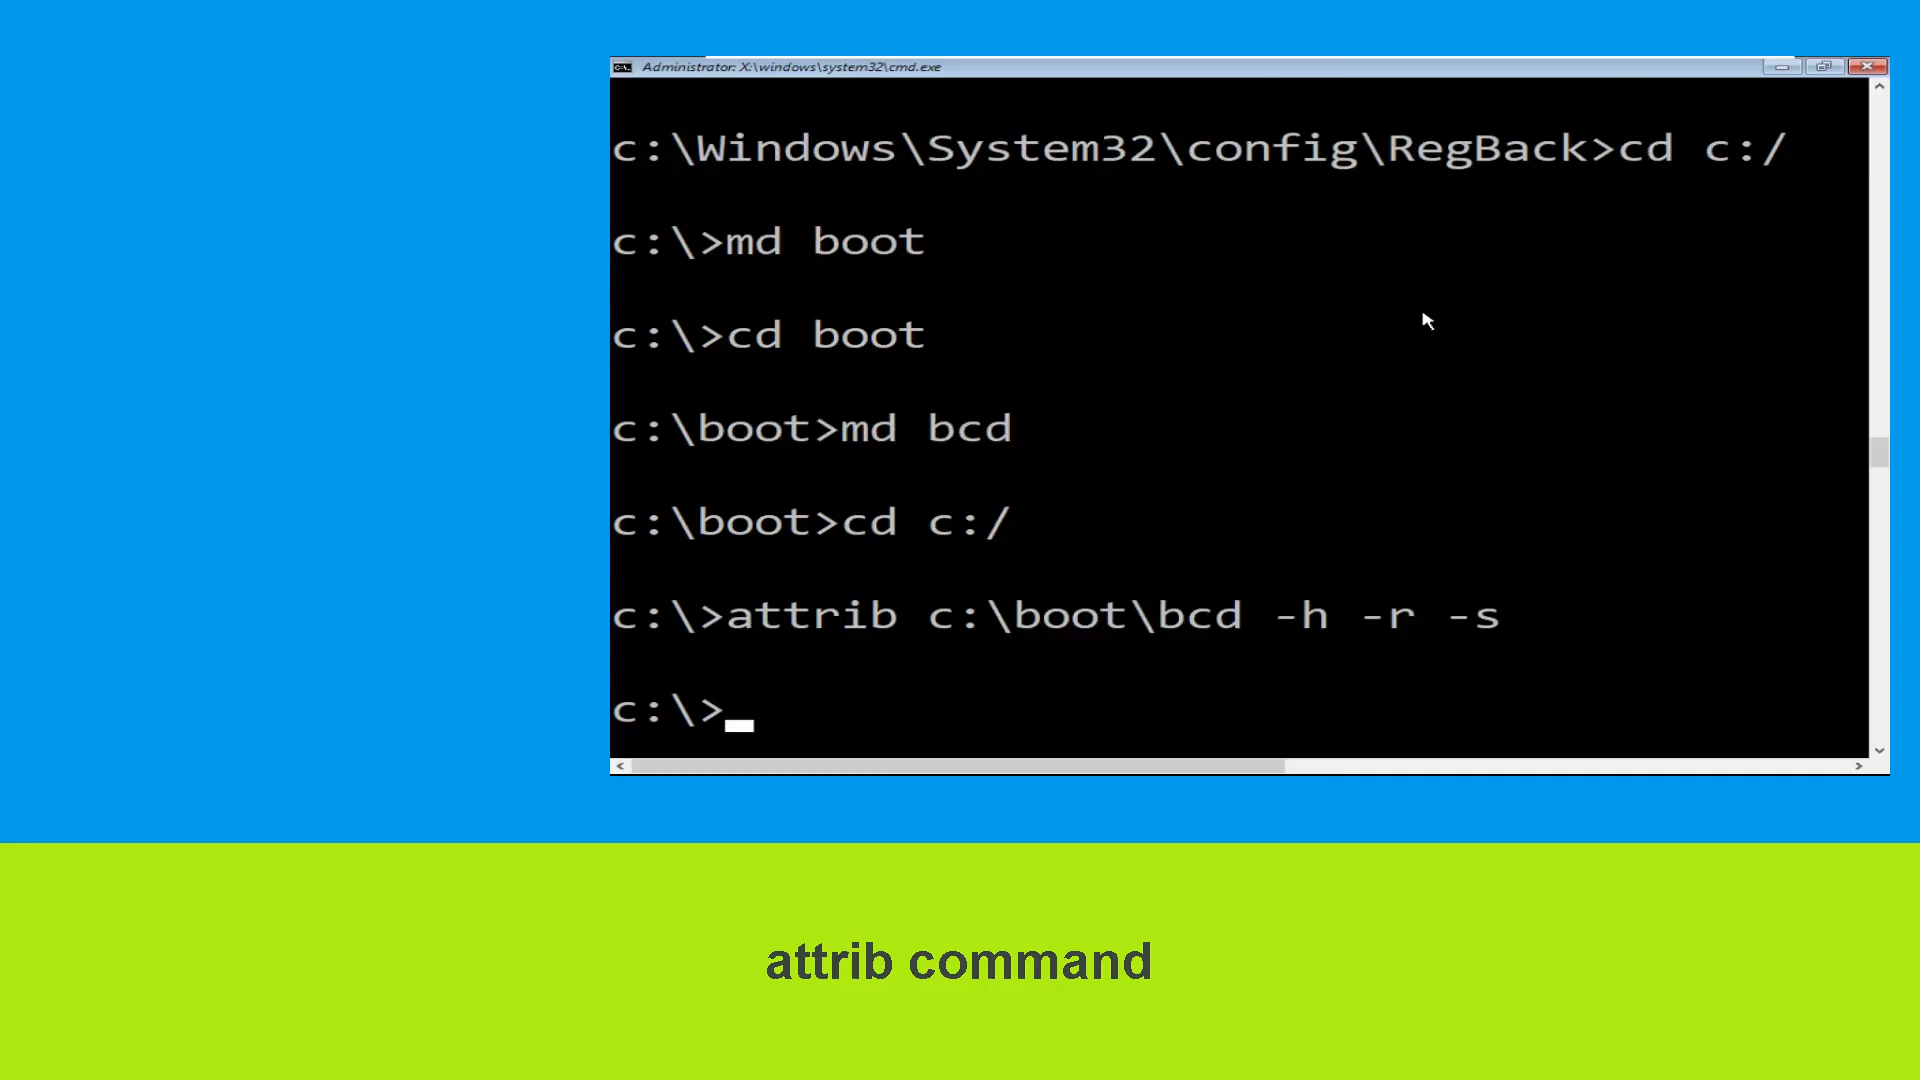 Administrator: X:\windows\system32\cmd.exe
c:\Windows\System32\config\RegBack>cd c:/
c:\>md boot
c:\>cd boot
c:\boot>md bcd
c:\boot>cd c:/
c:\>attrib c:\boot\bcd -h -r -s
c:\>
attrib command